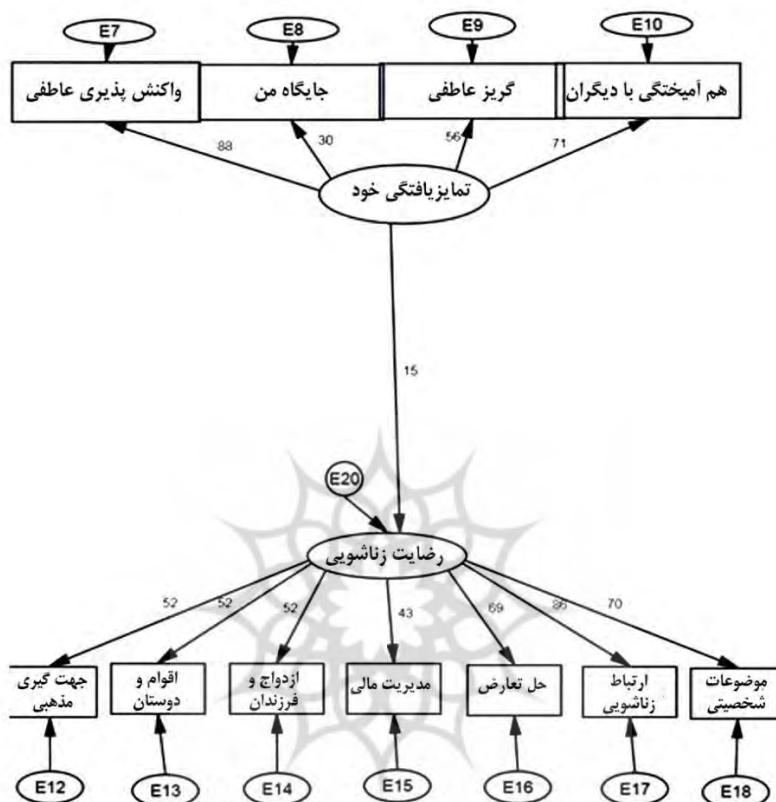 E7 E8 E9 E10
هم آمیختگی با دیگران گریز عاطفی جایگاه من واکنش پذیری عاطفی
88 30 56 71
تمایزیافتگی خود
15
E20
رضایت زناشویی
52 52 52 43 69 86 70
موضوعات شخصیتی
ارتباط زناشویی
حل تعارض
مدیریت مالی
ازدواج و فرزندان
اقوام و دوستان
جهت گیری مذهبی
E12 E13 E14 E15 E16 E17 E18